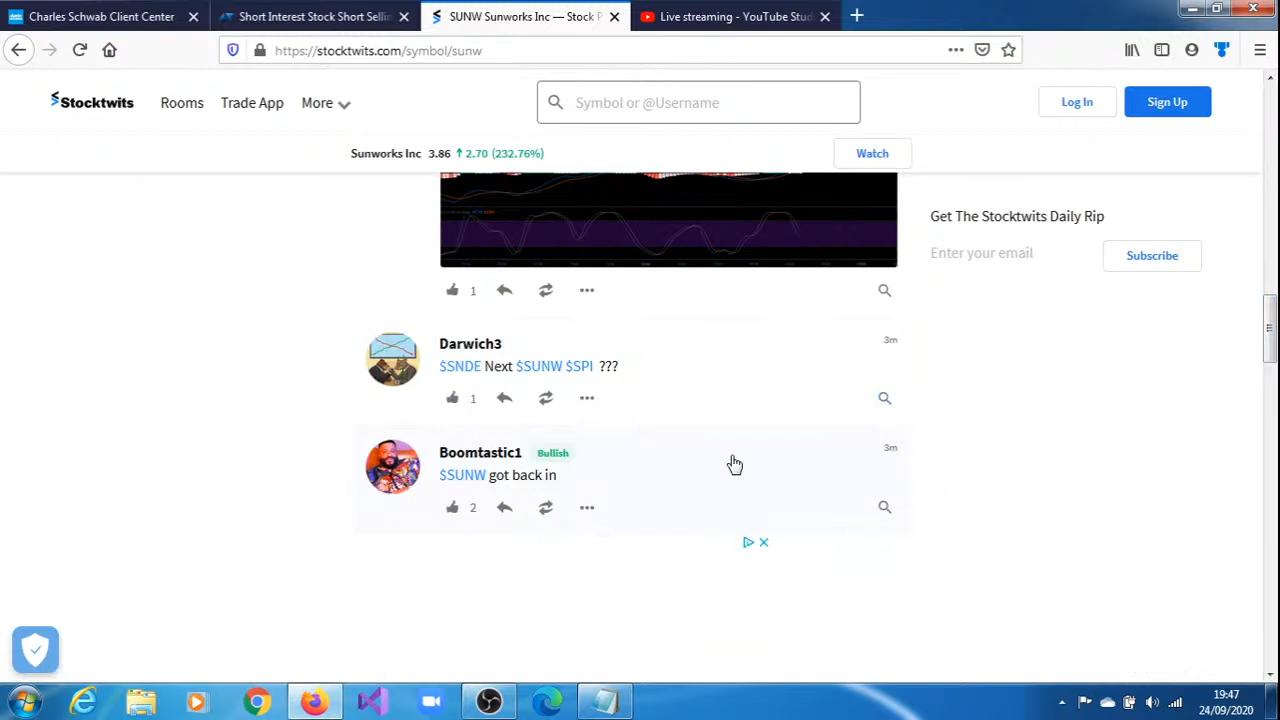 Charles Schwab Client Center
Short Interest Stock Short Sellin
SUNW Sunworks Inc — Stock P
Live streaming - YouTube Stud
https://stocktwits.com/symbol/sunw
Stocktwits
Rooms
Trade App
More
Symbol or @Username
Log In
Sign Up
Sunworks Inc 3.86 ↑ 2.70 (232.76%)
Watch
Get The Stocktwits Daily Rip
Enter your email
Subscribe
1
Darwich3
3m
$SNDE Next $SUNW $SPI ???
1
Boomtastic1 Bullish
3m
$SUNW got back in
2
19:47
24/09/2020